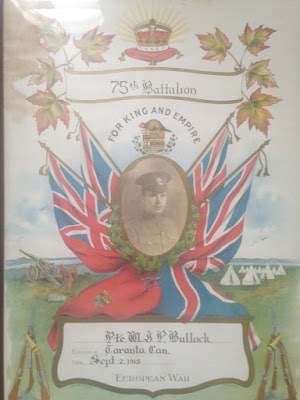 75th Battalion
FOR KING AND EMPIRE
Pte. W. J. P. Bullock
Toronto Can.
Sept 2, 1915
EUROPEAN WAR